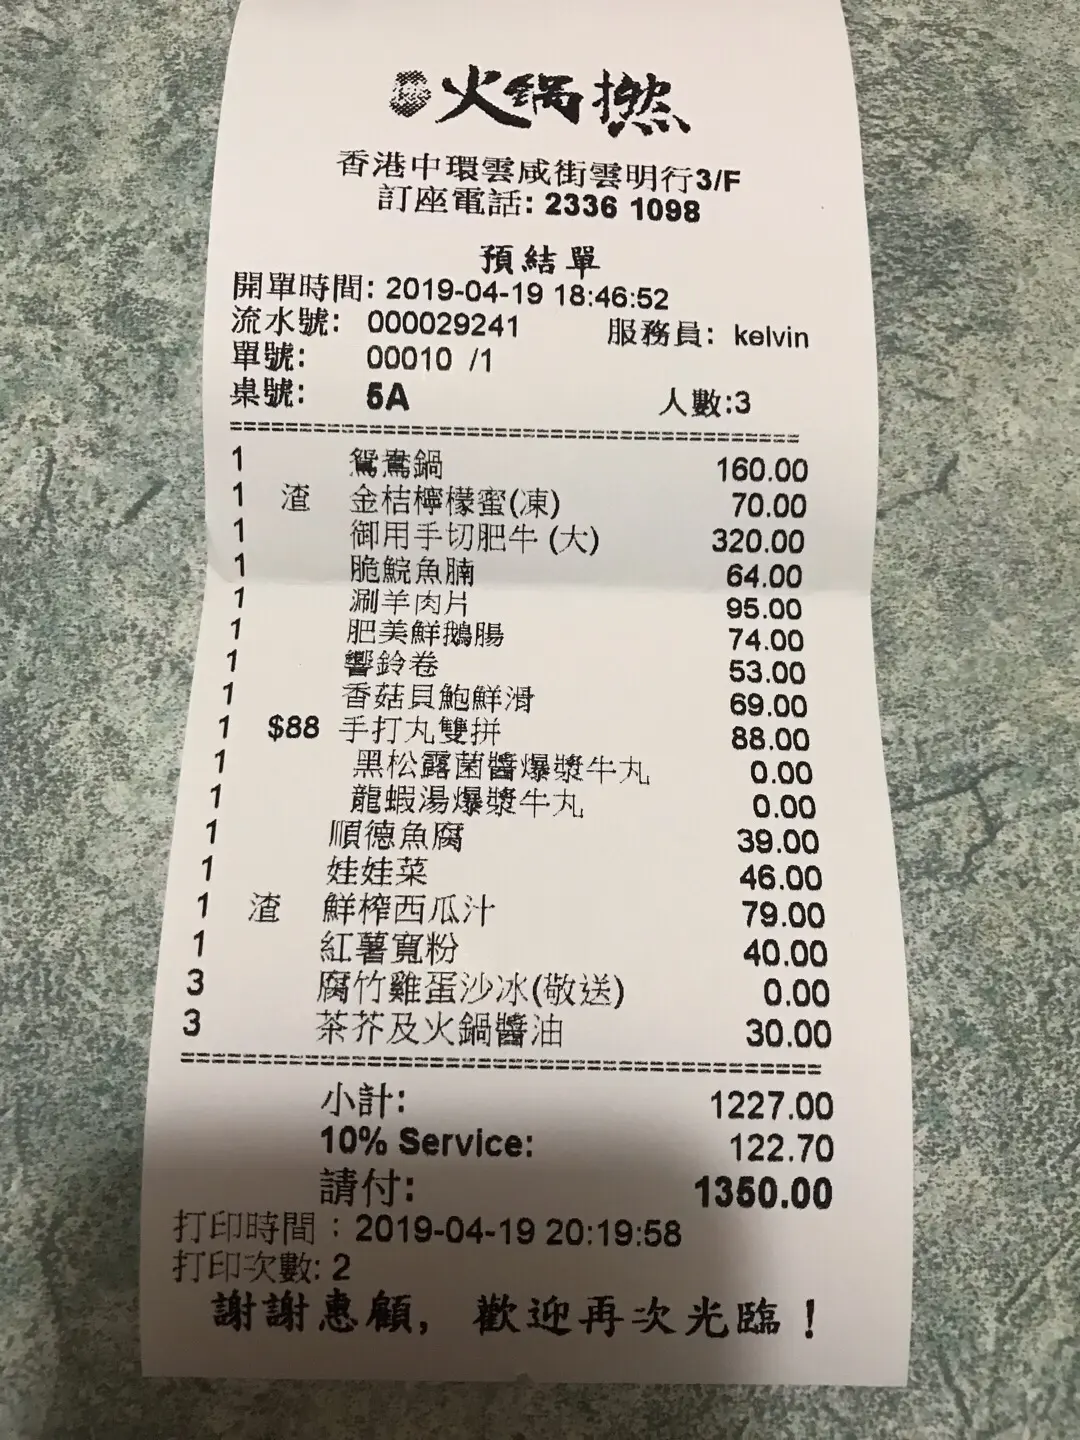 火鍋撚
香港中環雲咸街雲明行3/F
訂座電話: 2336 1098
預結單
開單時間: 2019-04-19 18:46:52
流水號: 000029241 服務員: kelvin
單號: 00010 /1
桌號: 5A 人數:3
1 鴛鴦鍋 160.00
1 渣 金桔檸檬蜜(凍) 70.00
1 御用手切肥牛 (大) 320.00
1 脆鯇魚腩 64.00
1 涮羊肉片 95.00
1 肥美鮮鵝腸 74.00
1 響鈴卷 53.00
1 香菇貝鮑鮮滑 69.00
1 $88 手打丸雙拼 88.00
1 黑松露菌醬爆漿牛丸 0.00
1 龍蝦湯爆漿牛丸 0.00
1 順德魚腐 39.00
1 娃娃菜 46.00
1 渣 鮮榨西瓜汁 79.00
1 紅薯寬粉 40.00
3 腐竹雞蛋沙冰(敬送) 0.00
3 茶芥及火鍋醬油 30.00
小計: 1227.00
10% Service: 122.70
請付: 1350.00
打印時間: 2019-04-19 20:19:58
打印次數: 2
謝謝惠顧, 歡迎再次光臨!